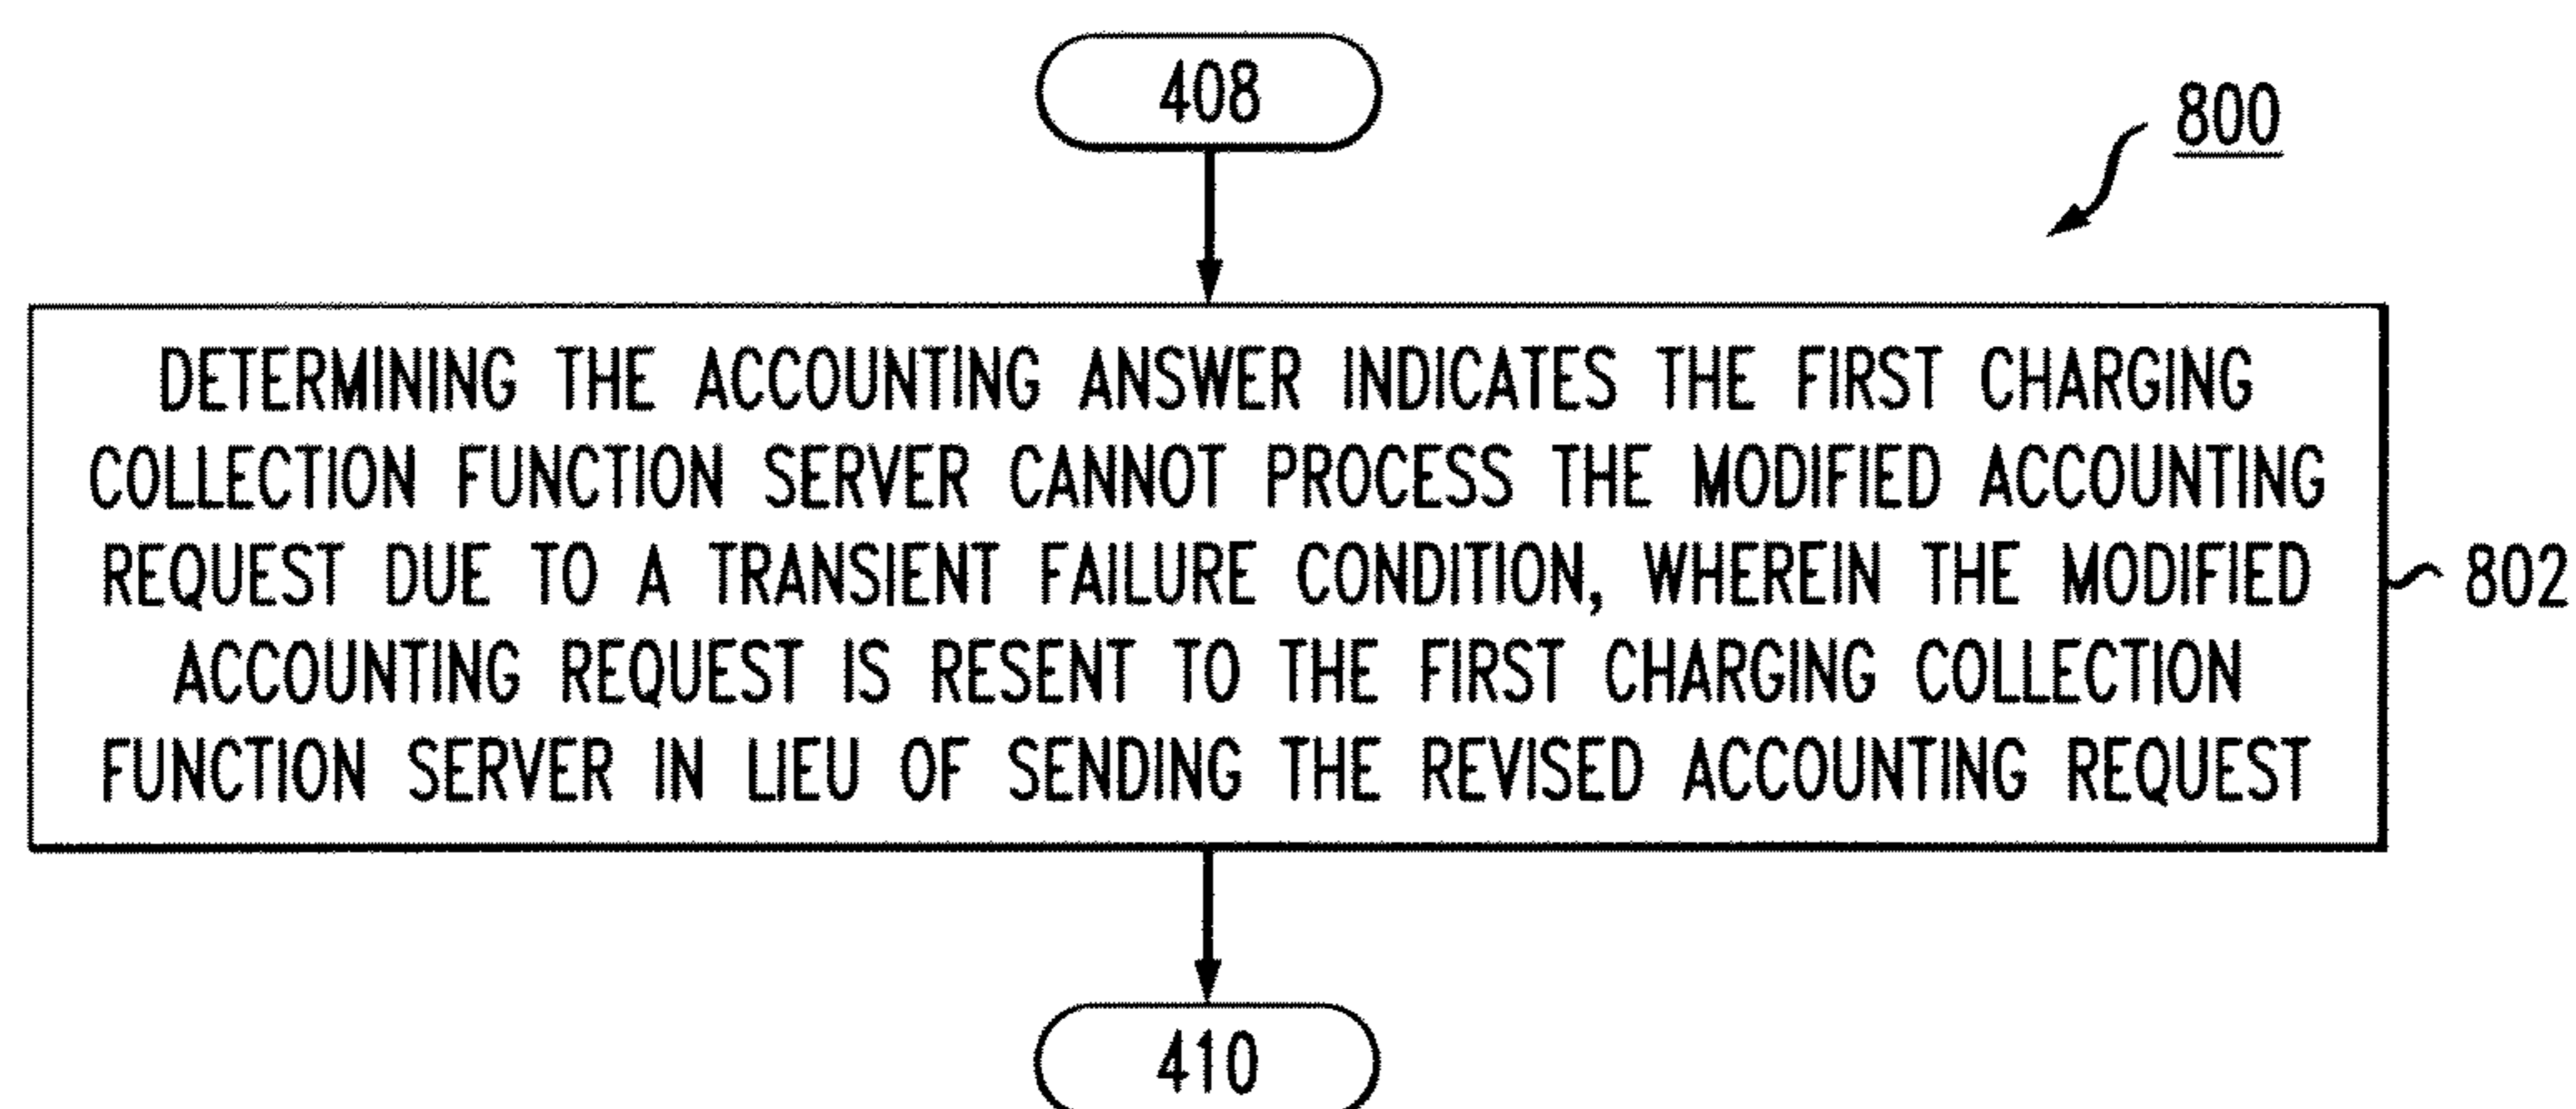 408
800
DETERMINING THE ACCOUNTING ANSWER INDICATES THE FIRST CHARGING
COLLECTION FUNCTION SERVER CANNOT PROCESS THE MODIFIED ACCOUNTING
REQUEST DUE TO A TRANSIENT FAILURE CONDITION, WHEREIN THE MODIFIED
ACCOUNTING REQUEST IS RESENT TO THE FIRST CHARGING COLLECTION
FUNCTION SERVER IN LIEU OF SENDING THE REVISED ACCOUNTING REQUEST
802
410